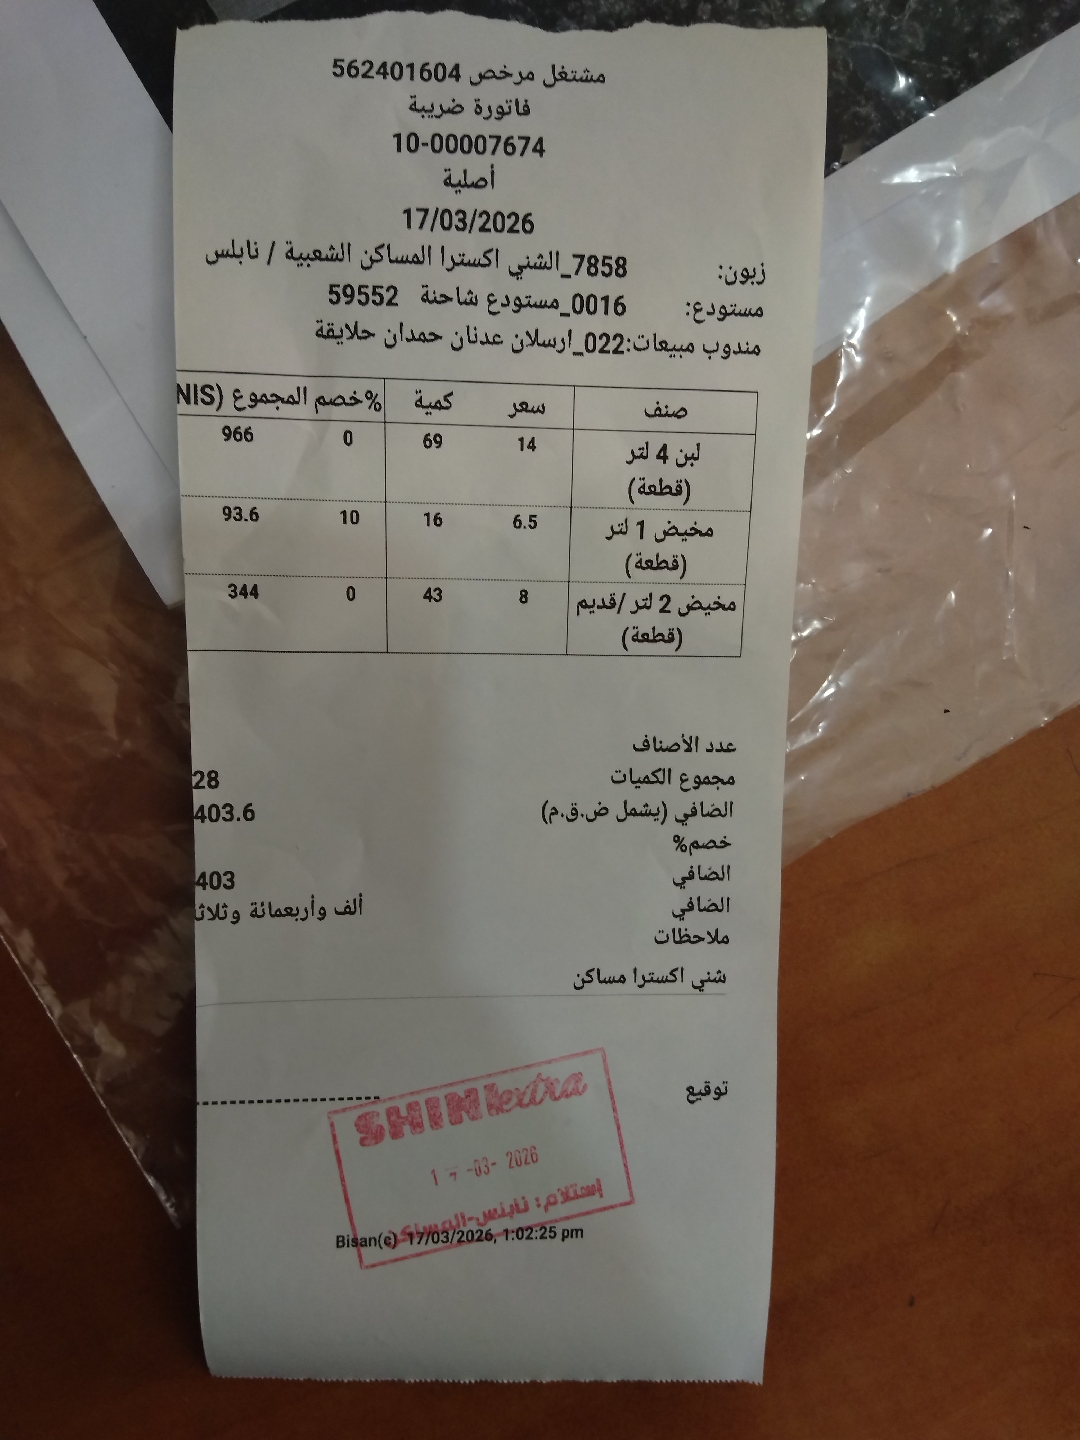 مشتغل مرخص 562401604
فاتورة ضريبة
10-00007674
أصلية
17/03/2026
زبون: 7858_الشني اكسترا المساكن الشعبية / نابلس
مستودع: 0016_مستودع شاحنة 59552
مندوب مبيعات:022_ارسلان عدنان حمدان حلايقة
صنف سعر كمية خصم% المجموع (NIS
لبن 4 لتر 14 69 0 966
(قطعة)
مخيض 1 لتر 6.5 16 10 93.6
(قطعة)
مخيض 2 لتر /قديم 8 43 0 344
(قطعة)
عدد الأصناف
مجموع الكميات 28
الصافي (يشمل ض.ق.م) 403.6
خصم%
الصافي 403
الصافي ألف وأربعمائة
ملاحظات
شني اكسترا مساكن
توقيع
SHINI extra
-03- 2026
إستلام: نابلس-المساكن
Bisan(c) 17/03/2026, 1:02:25 pm